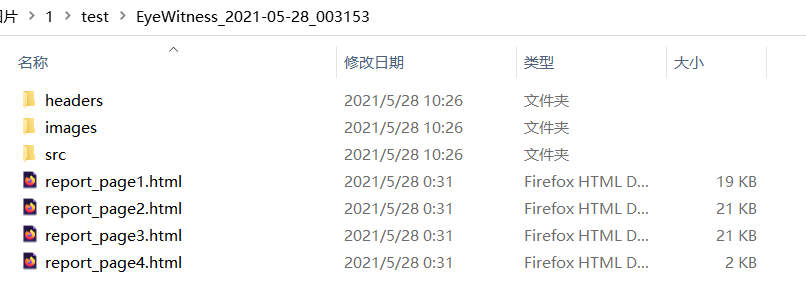 片 > 1 > test > EyeWitness_2021-05-28_003153
名称 修改日期 类型 大小
headers 2021/5/28 10:26 文件夹
images 2021/5/28 10:26 文件夹
src 2021/5/28 10:26 文件夹
report_page1.html 2021/5/28 0:31 Firefox HTML D... 19 KB
report_page2.html 2021/5/28 0:31 Firefox HTML D... 21 KB
report_page3.html 2021/5/28 0:31 Firefox HTML D... 21 KB
report_page4.html 2021/5/28 0:31 Firefox HTML D... 2 KB